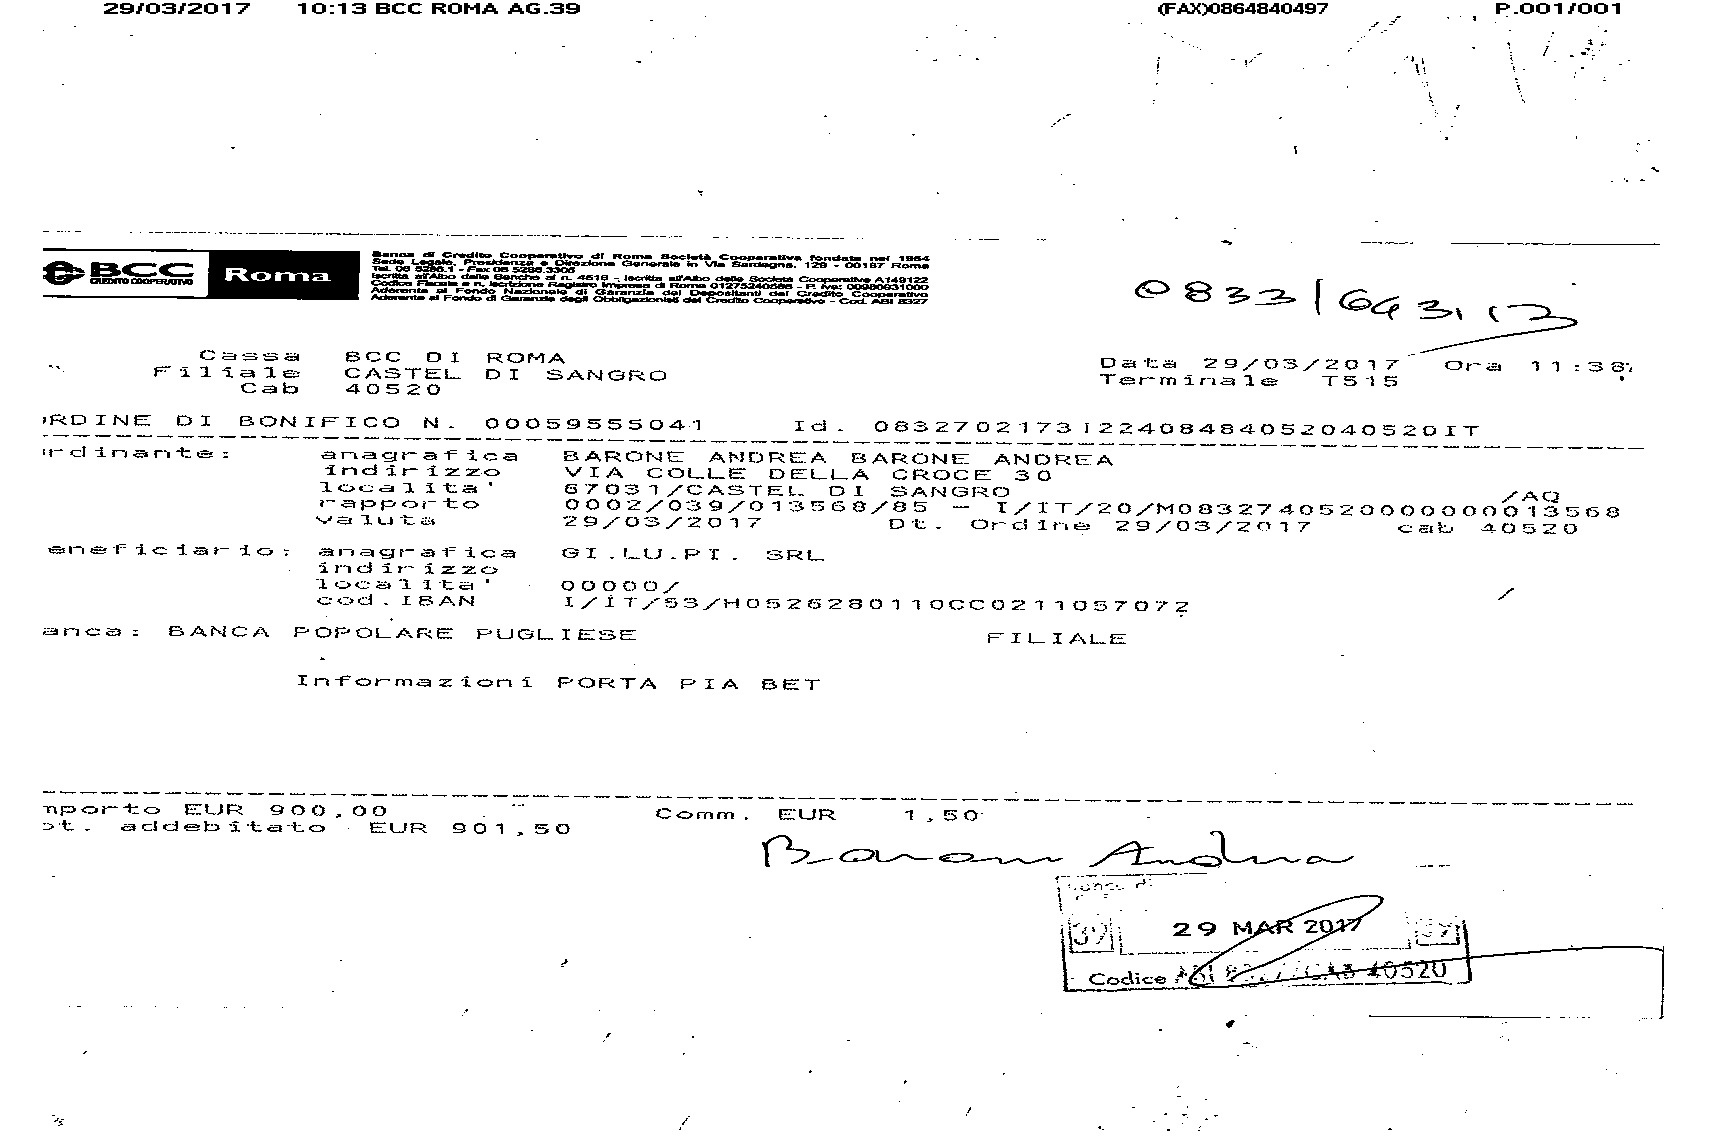 29/03/2017 10:13 BCC ROMA AG.39 (FAX)0864840497 P.001/001
BCC Roma
CREDITO COOPERATIVO
Banca di Credito Cooperativo di Roma Società Cooperativa fondata nel 1954
Sede Legale, Presidenza e Direzione Generale in Via Sardegna, 129 - 00187 Roma
Tel. 06 5286.1 - Fax 06 5286.3305
Iscritta all'Albo delle Banche al n. 4516 - Iscritta all'Albo delle Società Cooperative A149122
Codice Fiscale e n. Iscrizione Registro Imprese di Roma 01275240586 - P. Iva: 00980931000
Aderente al Fondo Nazionale di Garanzia dei Depositanti del Credito Cooperativo
Aderente al Fondo di Garanzia degli Obbligazionisti del Credito Cooperativo - Cod. ABI 8327
0833/643,13
Cassa BCC DI ROMA
Data 29/03/2017 Ora 11:38
Filiale CASTEL DI SANGRO
Terminale T515
Cab 40520
ORDINE DI BONIFICO N. 00059555041 Id. 0832702173122408484052040520IT
rdinante: anagrafica BARONE ANDREA BARONE ANDREA
indirizzo VIA COLLE DELLA CROCE 30
localita' 67031/CASTEL DI SANGRO /AQ
rapporto 0002/039/013568/85 - I/IT/20/M0832740520000000013568
valuta 29/03/2017 Dt. Ordine 29/03/2017 cab 40520
eneficiario: anagrafica GI.LU.PI. SRL
indirizzo
localita' 00000/
cod.IBAN I/IT/53/H0526280110CC0211057072
anca: BANCA POPOLARE PUGLIESE FILIALE
Informazioni PORTA PIA BET
mporto EUR 900,00 Comm. EUR 1,50
ot. addebitato EUR 901,50
Barone Andrea
29 MAR 2017
39
Codice ABI 8327/CAB 40520